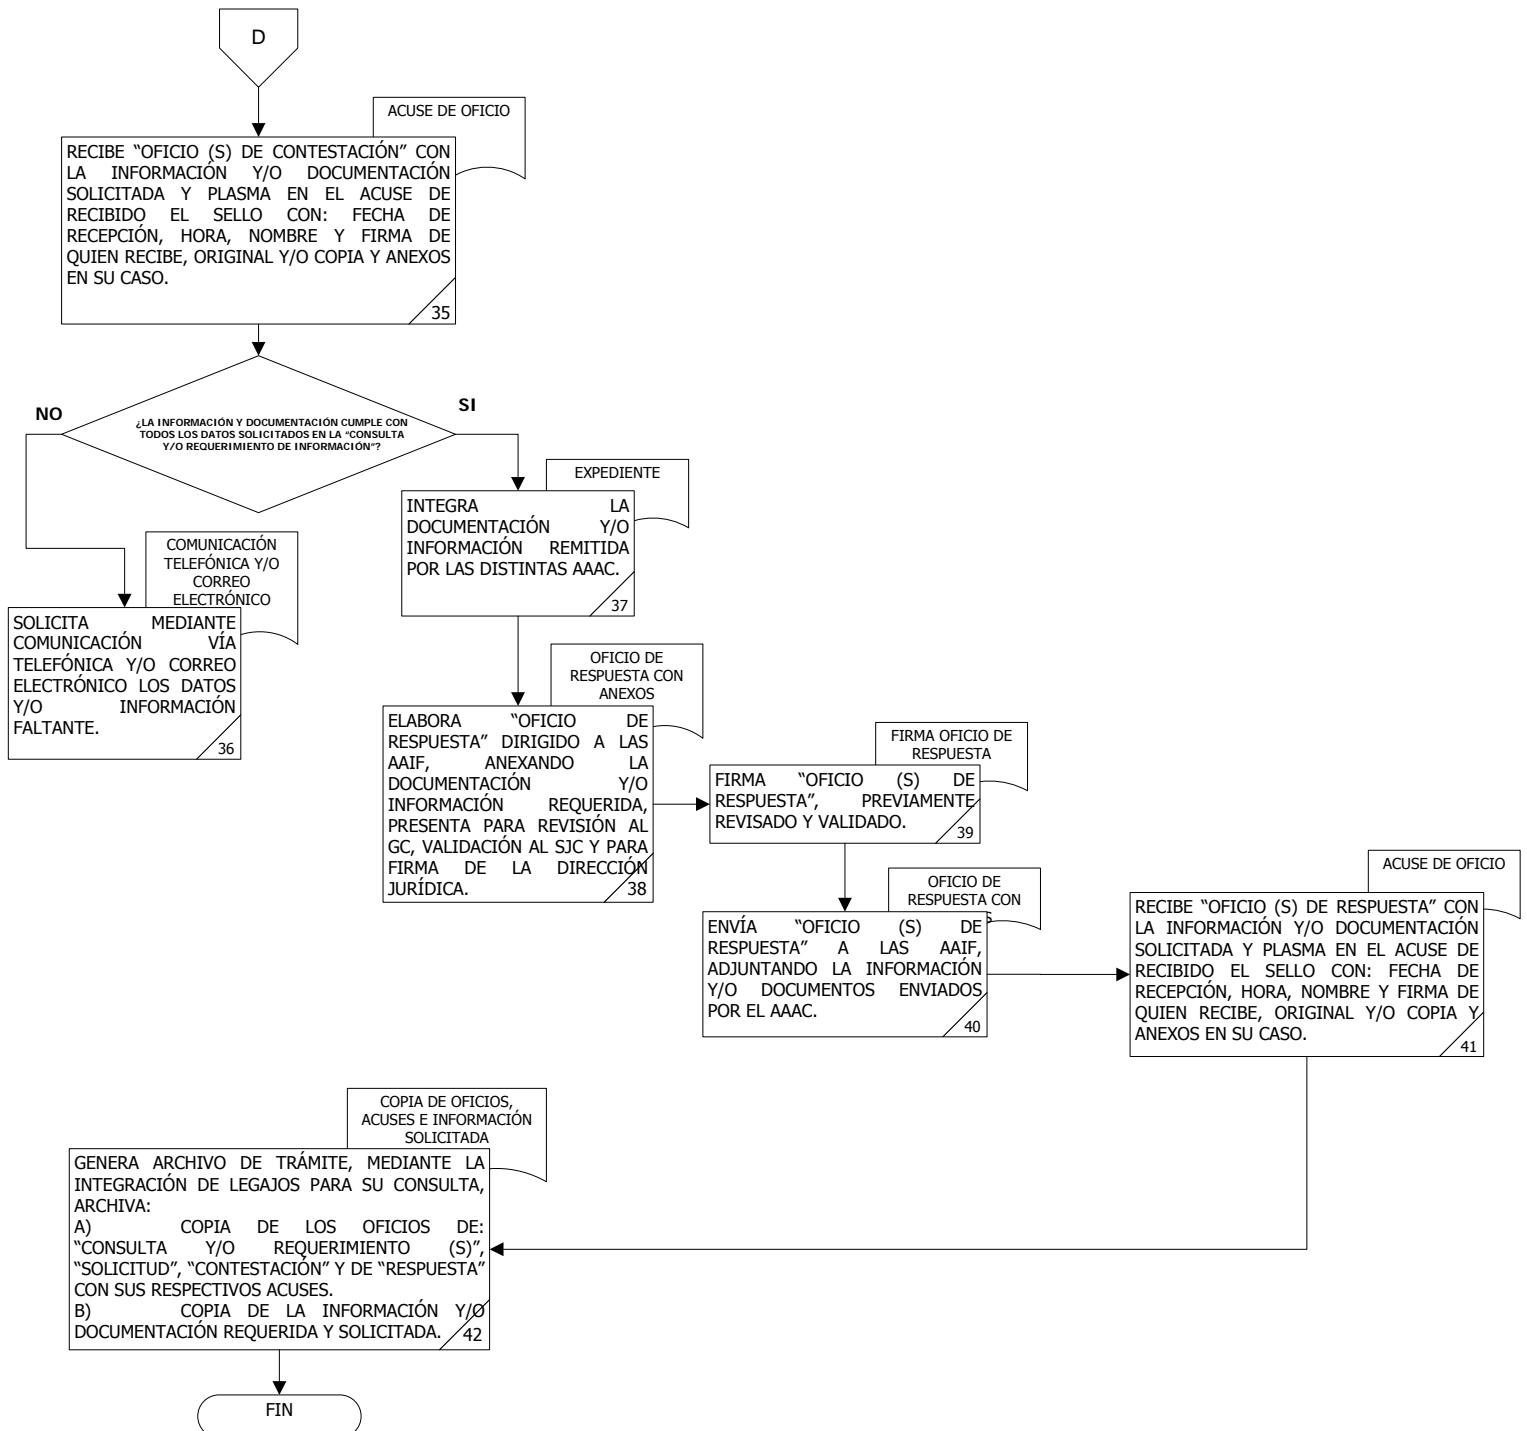 D
ACUSE DE OFICIO
RECIBE “OFICIO (S) DE CONTESTACIÓN” CON
LA INFORMACIÓN Y/O DOCUMENTACIÓN
SOLICITADA Y PLASMA EN EL ACUSE DE
RECIBIDO EL SELLO CON: FECHA DE
RECEPCIÓN, HORA, NOMBRE Y FIRMA DE
QUIEN RECIBE, ORIGINAL Y/O COPIA Y ANEXOS
EN SU CASO.
35
NO
SI
¿LA INFORMACIÓN Y DOCUMENTACIÓN CUMPLE CON
TODOS LOS DATOS SOLICITADOS EN LA “CONSULTA
Y/O REQUERIMIENTO DE INFORMACIÓN”?
COMUNICACIÓN
TELEFÓNICA Y/O
CORREO
ELECTRÓNICO
SOLICITA MEDIANTE
COMUNICACIÓN VÍA
TELEFÓNICA Y/O CORREO
ELECTRÓNICO LOS DATOS
Y/O INFORMACIÓN
FALTANTE.
36
EXPEDIENTE
INTEGRA LA
DOCUMENTACIÓN Y/O
INFORMACIÓN REMITIDA
POR LAS DISTINTAS AAAC.
37
OFICIO DE
RESPUESTA CON
ANEXOS
ELABORA “OFICIO DE
RESPUESTA” DIRIGIDO A LAS
AAIF, ANEXANDO LA
DOCUMENTACIÓN Y/O
INFORMACIÓN REQUERIDA,
PRESENTA PARA REVISIÓN AL
GC, VALIDACIÓN AL SJC Y PARA
FIRMA DE LA DIRECCIÓN
JURÍDICA.
38
FIRMA OFICIO DE
RESPUESTA
FIRMA “OFICIO (S) DE
RESPUESTA”, PREVIAMENTE
REVISADO Y VALIDADO.
39
OFICIO DE
RESPUESTA CON
ENVÍA “OFICIO (S) DE
RESPUESTA” A LAS AAIF,
ADJUNTANDO LA INFORMACIÓN
Y/O DOCUMENTOS ENVIADOS
POR EL AAAC.
40
ACUSE DE OFICIO
RECIBE “OFICIO (S) DE RESPUESTA” CON
LA INFORMACIÓN Y/O DOCUMENTACIÓN
SOLICITADA Y PLASMA EN EL ACUSE DE
RECIBIDO EL SELLO CON: FECHA DE
RECEPCIÓN, HORA, NOMBRE Y FIRMA DE
QUIEN RECIBE, ORIGINAL Y/O COPIA Y
ANEXOS EN SU CASO.
41
COPIA DE OFICIOS,
ACUSES E INFORMACIÓN
SOLICITADA
GENERA ARCHIVO DE TRÁMITE, MEDIANTE LA
INTEGRACIÓN DE LEGAJOS PARA SU CONSULTA,
ARCHIVA:
A) COPIA DE LOS OFICIOS DE:
“CONSULTA Y/O REQUERIMIENTO (S)”,
“SOLICITUD”, “CONTESTACIÓN” Y DE “RESPUESTA”
CON SUS RESPECTIVOS ACUSES.
B) COPIA DE LA INFORMACIÓN Y/O
DOCUMENTACIÓN REQUERIDA Y SOLICITADA.
42
FIN